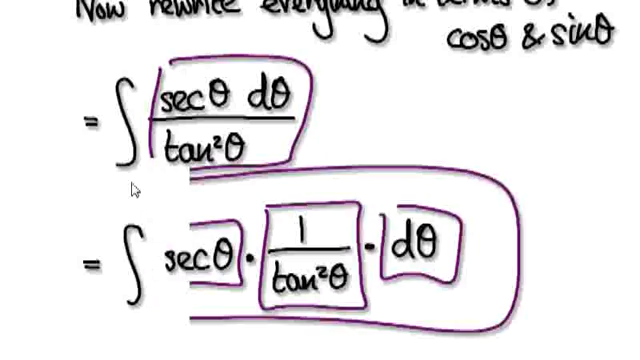 Now rewrite everything in terms of
cosθ & sinθ
= ∫ secθ dθ / tan²θ
= ∫ secθ · 1/tan²θ · dθ